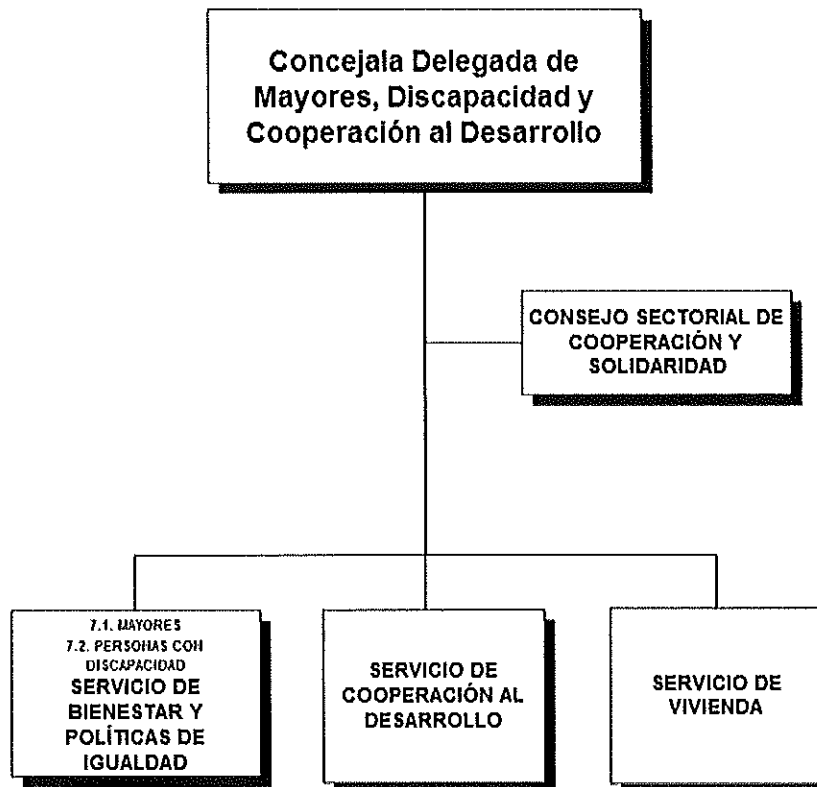 Concejala Delegada de
Mayores, Discapacidad y
Cooperación al Desarrollo
CONSEJO SECTORIAL DE
COOPERACIÓN Y
SOLIDARIDAD
7.1. MAYORES
7.2. PERSONAS CON
DISCAPACIDAD
SERVICIO DE
BIENESTAR Y
POLÍTICAS DE
IGUALDAD
SERVICIO DE
COOPERACIÓN AL
DESARROLLO
SERVICIO DE
VIVIENDA